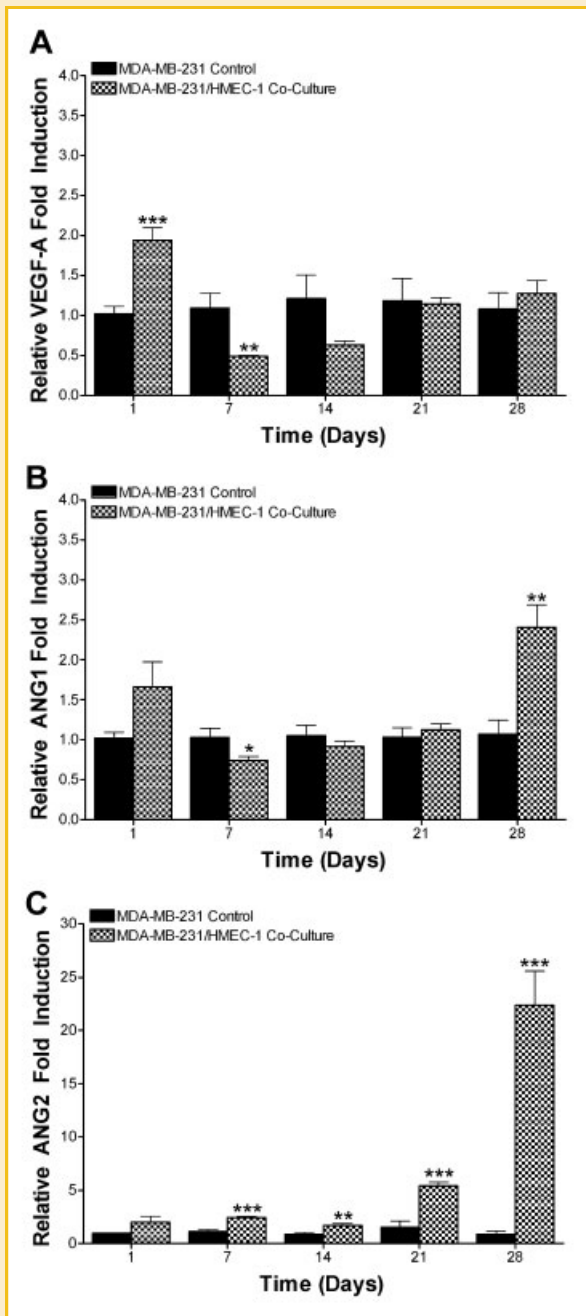 A
MDA-MB-231 Control
MDA-MB-231/HMEC-1 Co-Culture
Relative VEGF-A Fold Induction
4.0
3.5
3.0
2.5
2.0
1.5
1.0
0.5
0.0
***
**
1 7 14 21 28
Time (Days)
B
MDA-MB-231 Control
MDA-MB-231/HMEC-1 Co-Culture
Relative ANG1 Fold Induction
4.0
3.5
3.0
2.5
2.0
1.5
1.0
0.5
0.0
*
**
1 7 14 21 28
Time (Days)
C
MDA-MB-231 Control
MDA-MB-231/HMEC-1 Co-Culture
Relative ANG2 Fold Induction
30
25
20
15
10
5
0
***
**
***
***
1 7 14 21 28
Time (Days)